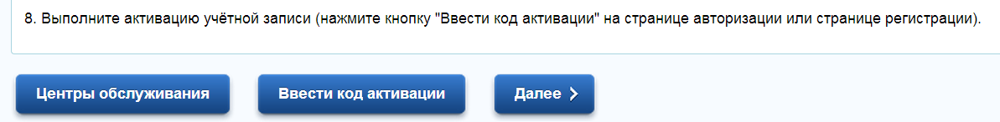 8. Выполните активацию учётной записи (нажмите кнопку "Ввести код активации" на странице авторизации или странице регистрации).
Центры обслуживания Ввести код активации Далее